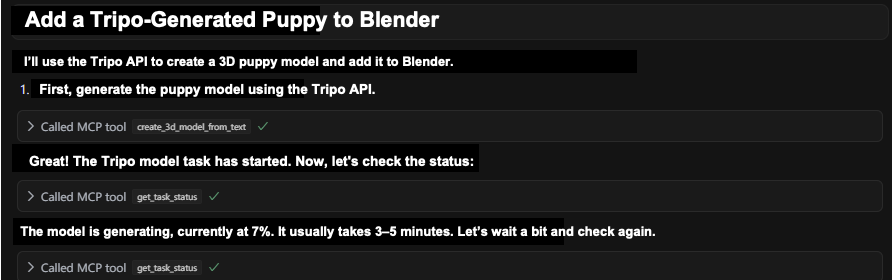 Add a Tripo-Generated Puppy to Blender
I'll use the Tripo API to create a 3D puppy model and add it to Blender.
1. First, generate the puppy model using the Tripo API.
Called MCP tool create_3d_model_from_text
Great! The Tripo model task has started. Now, let's check the status:
Called MCP tool get_task_status
The model is generating, currently at 7%. It usually takes 3–5 minutes. Let's wait a bit and check again.
Called MCP tool get_task_status